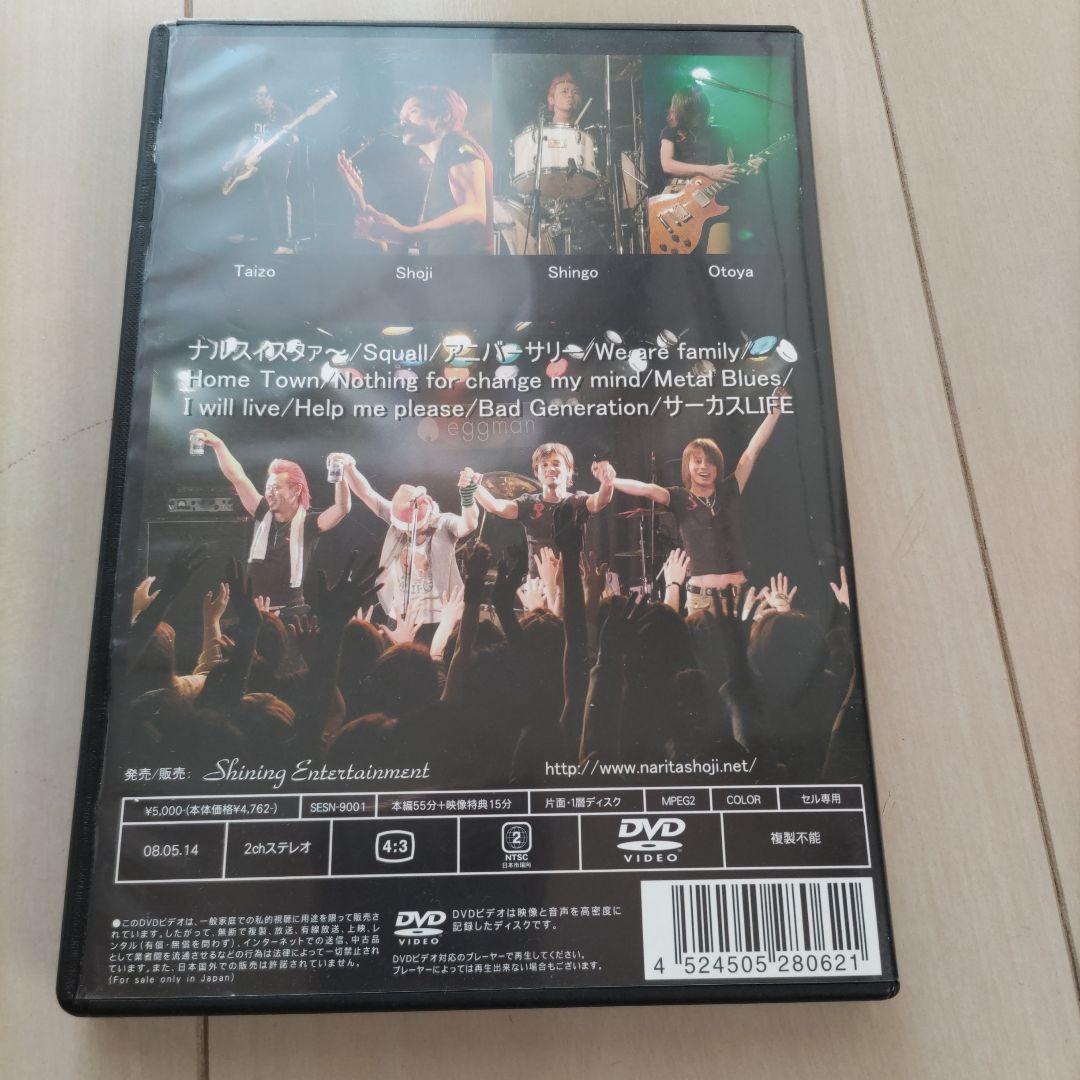 Taizo Shoji Shingo Otoya
ナルスィスタァ〜/Squall/アニバーサリー/We are family/
Home Town/Nothing for change my mind/Metal Blues/
I will live/Help me please/Bad Generation/サーカスLIFE
eggman
発売/販売: Shining Entertainment http://www.naritashoji.net/
¥5,000-(本体価格¥4,762-) SESN-9001 本編55分+映像特典15分 片面・1層ディスク MPEG2 COLOR セル専用
08.05.14 2chステレオ 4:3 2 NTSC 日本市場向 DVD VIDEO 複製不能
●このDVDビデオは、一般家庭での私的視聴に用途を限って販売さ
れています。したがって、無断で複製、放送、有線放送、上映、レ
ンタル(有償・無償を問わず)、インターネットでの送信、中古品
として業者間を流通させるなどの行為は法律によって一切禁止され
ています。また、日本国外での販売は許諾されていません。
(For sale only in Japan)
DVD VIDEO
DVDビデオは映像と音声を高密度に
記録したディスクです。
DVDビデオ対応のプレーヤーで再生してください。
プレーヤーによっては再生出来ない場合もございます。
4 524505 280621